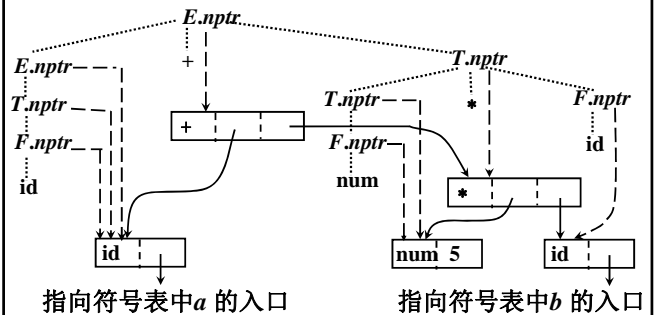 E.nptr
+
E.nptr
T.nptr
T.nptr
T.nptr
*
F.nptr
F.nptr
+
F.nptr
id
id
num
*
id
num 5
id
指向符号表中a 的入口
指向符号表中b 的入口